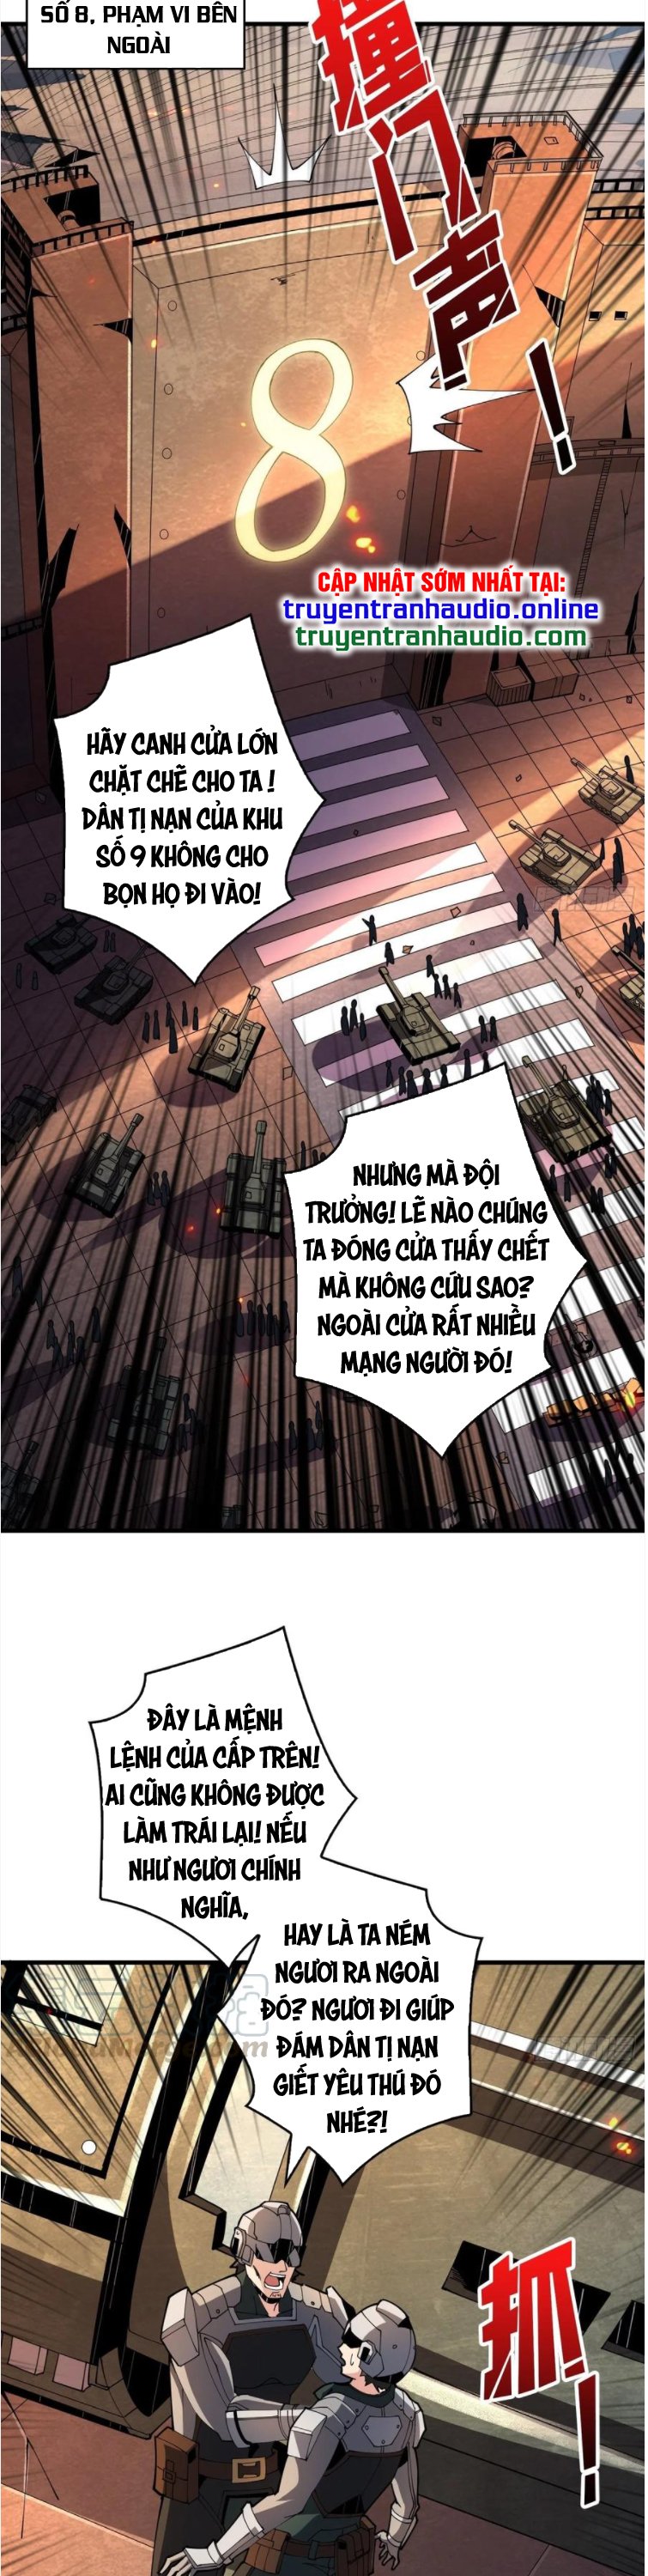 SỐ 8, PHẠM VI BÊN
NGOÀI
撞门声！
8
CẬP NHẬT SỚM NHẤT TẠI:
truyentranhaudio.online
truyentranhaudio.com
HÃY CANH CỬA LỚN
CHẶT CHẼ CHO TA !
DÂN TỊ NẠN CỦA KHU
SỐ 9 KHÔNG CHO
BỌN HỌ ĐI VÀO!
NHƯNG MÀ ĐỘI
TRƯỞNG! LẼ NÀO CHÚNG
TA ĐÓNG CỬA THẤY CHẾT
MÀ KHÔNG CỨU SAO?
NGOÀI CỬA RẤT NHIỀU
MẠNG NGƯỜI ĐÓ!
ĐÂY LÀ MỆNH
LỆNH CỦA CẤP TRÊN!
AI CŨNG KHÔNG ĐƯỢC
LÀM TRÁI LẠI! NẾU
NHƯ NGƯƠI CHÍNH
NGHĨA,
HAY LÀ TA NÉM
NGƯƠI RA NGOÀI
ĐÓ? NGƯƠI ĐI GIÚP
ĐÁM DÂN TỊ NẠN
GIẾT YÊU THÚ ĐÓ
NHÉ?!
抓！